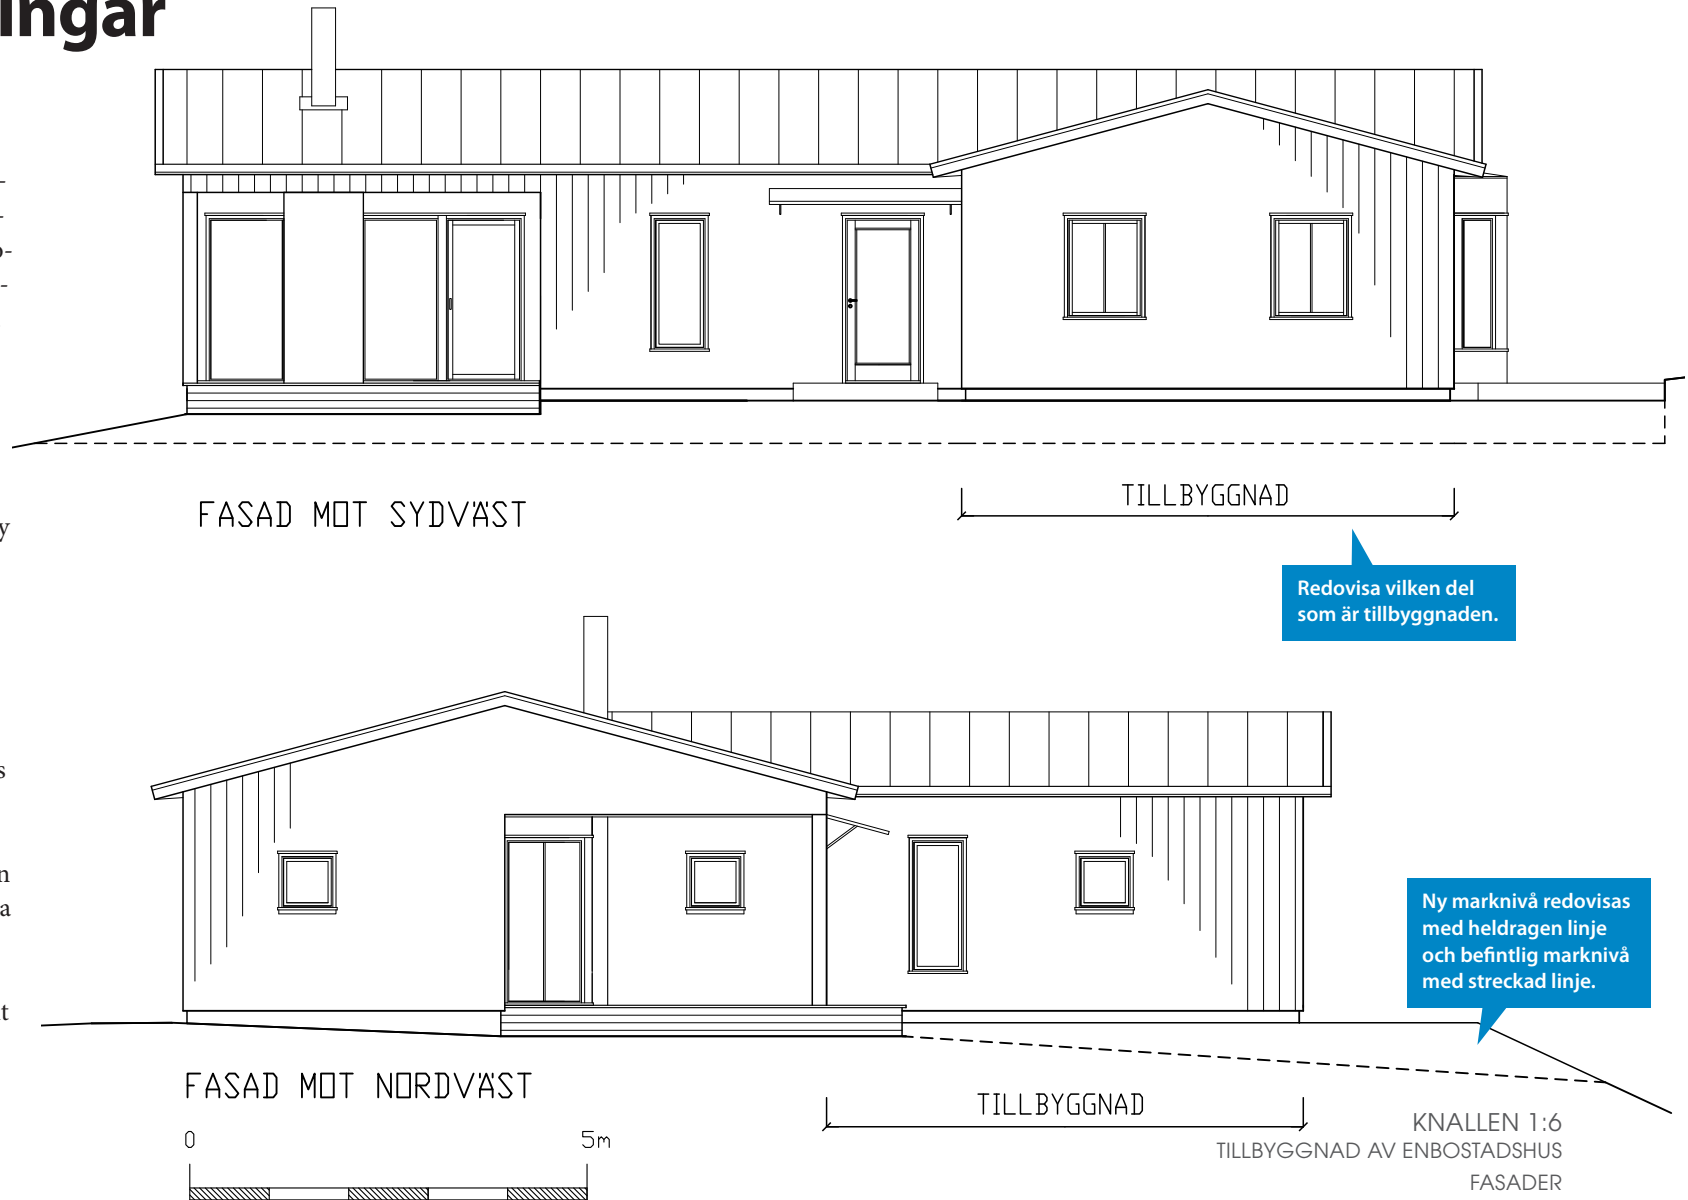 ingar
FASAD MOT SYDVÄST
TILLBYGGNAD
Redovisa vilken del
som är tillbyggnaden.
Ny marknivå redovisas
med heldragen linje
och befintlig marknivå
med streckad linje.
FASAD MOT NORDVÄST
TILLBYGGNAD
0 5m
KNALLEN 1:6
TILLBYGGNAD AV ENBOSTADSHUS
FASADER